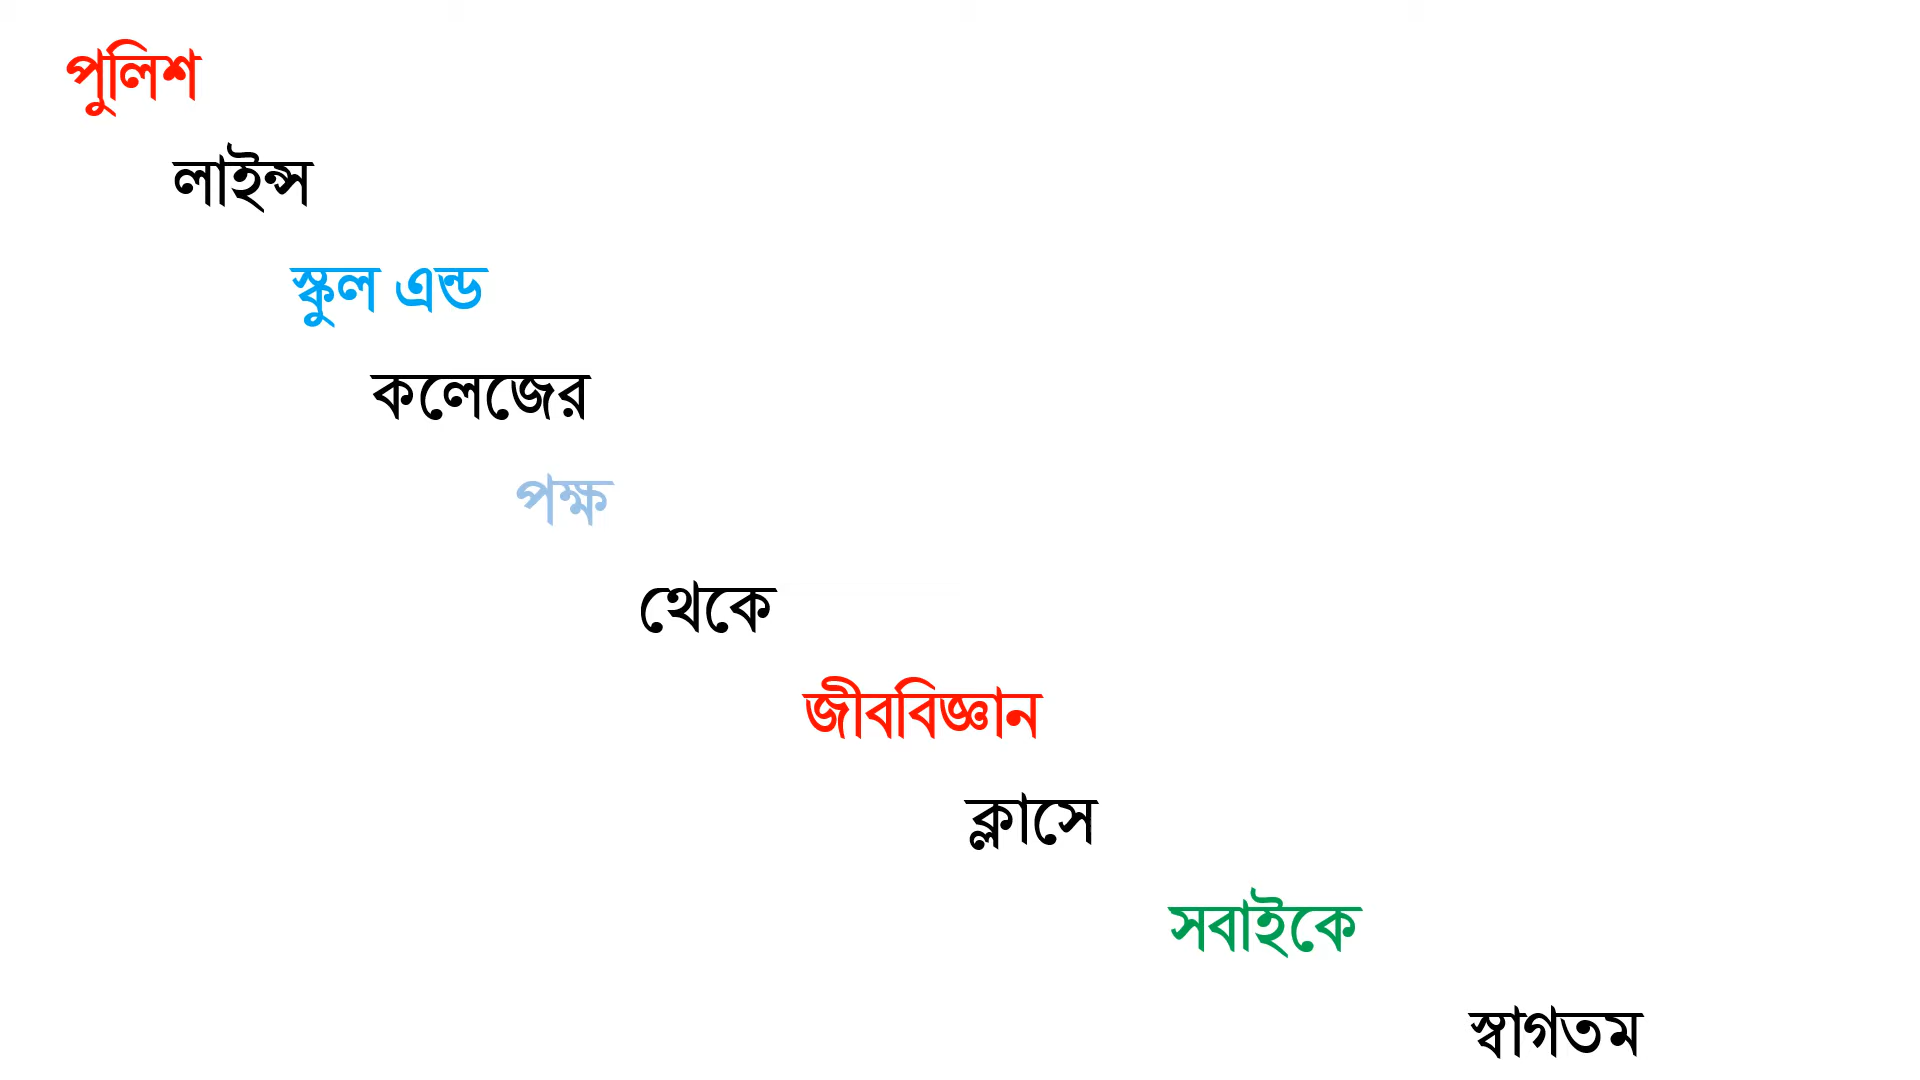 পুলিশ
লাইন্স
স্কুল এন্ড
কলেজের
পক্ষ
থেকে
জীববিজ্ঞান
ক্লাসে
সবাইকে
স্বাগতম